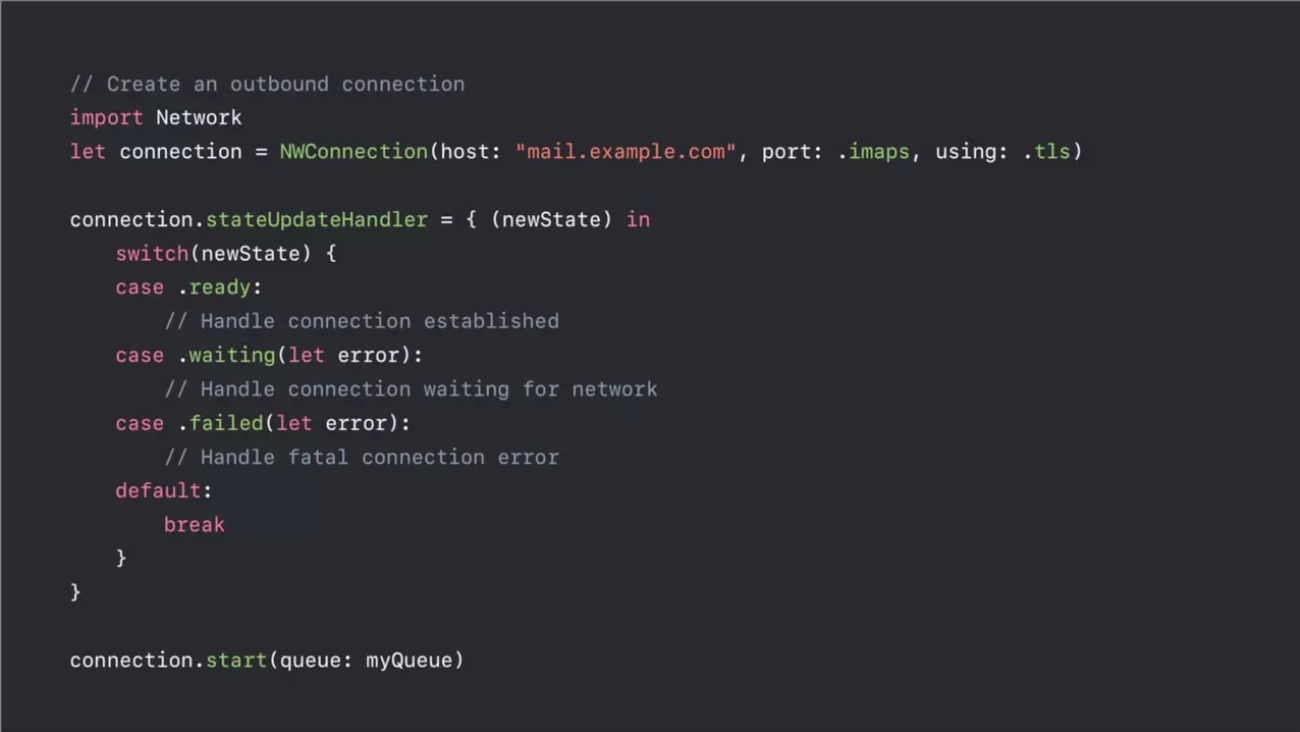 // Create an outbound connection
import Network
let connection = NWConnection(host: "mail.example.com", port: .imaps, using: .tls)
connection.stateUpdateHandler = { (newState) in
switch(newState) {
case .ready:
// Handle connection established
case .waiting(let error):
// Handle connection waiting for network
case .failed(let error):
// Handle fatal connection error
default:
break
}
}
connection.start(queue: myQueue)